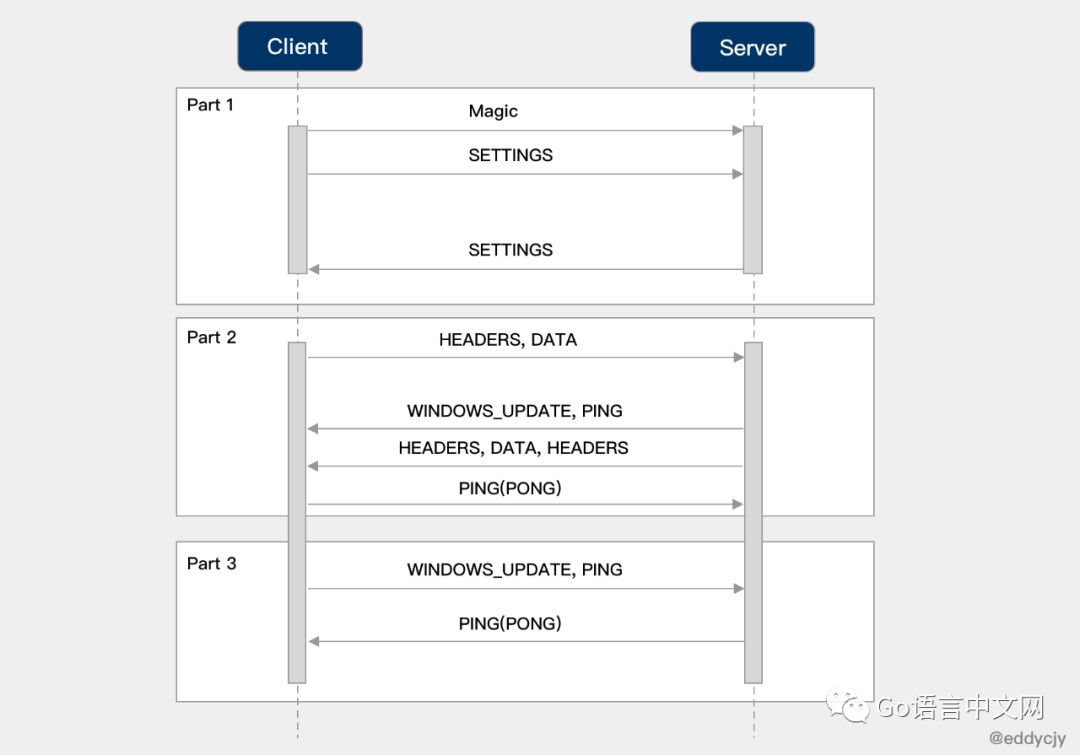 Client
Server
Part 1
Magic
SETTINGS
SETTINGS
Part 2
HEADERS, DATA
WINDOWS_UPDATE, PING
HEADERS, DATA, HEADERS
PING(PONG)
Part 3
WINDOWS_UPDATE, PING
PING(PONG)
Go语言中文网
@eddycjy